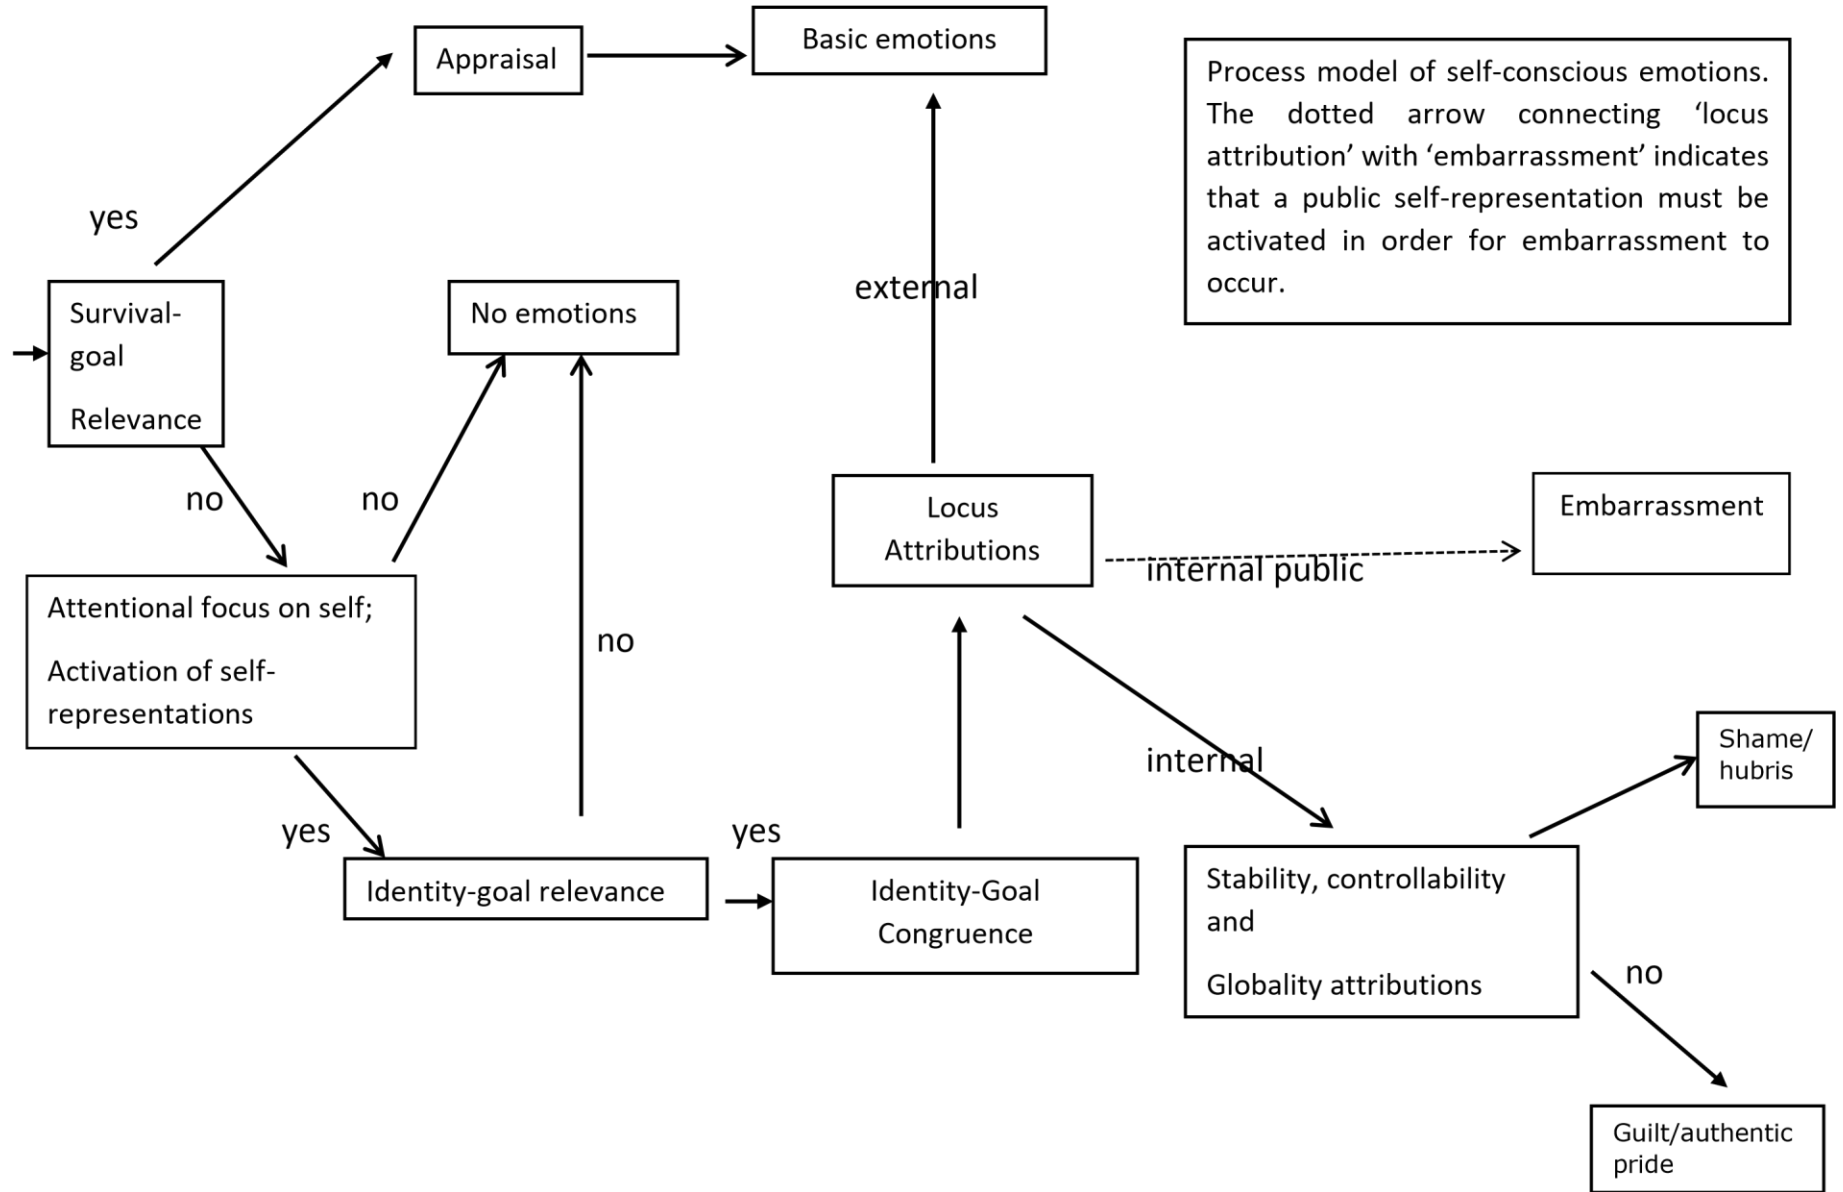 Appraisal
Basic emotions
Process model of self-conscious emotions.
The dotted arrow connecting ‘locus
attribution’ with ‘embarrassment’ indicates
that a public self-representation must be
activated in order for embarrassment to
occur.
yes
Survival-
goal
Relevance
No emotions
external
no
no
Locus
Attributions
Embarrassment
internal public
Attentional focus on self;
Activation of self-
representations
no
internal
Shame/
hubris
yes
Identity-goal relevance
yes
Identity-Goal
Congruence
Stability, controllability
and
Globality attributions
no
Guilt/authentic
pride